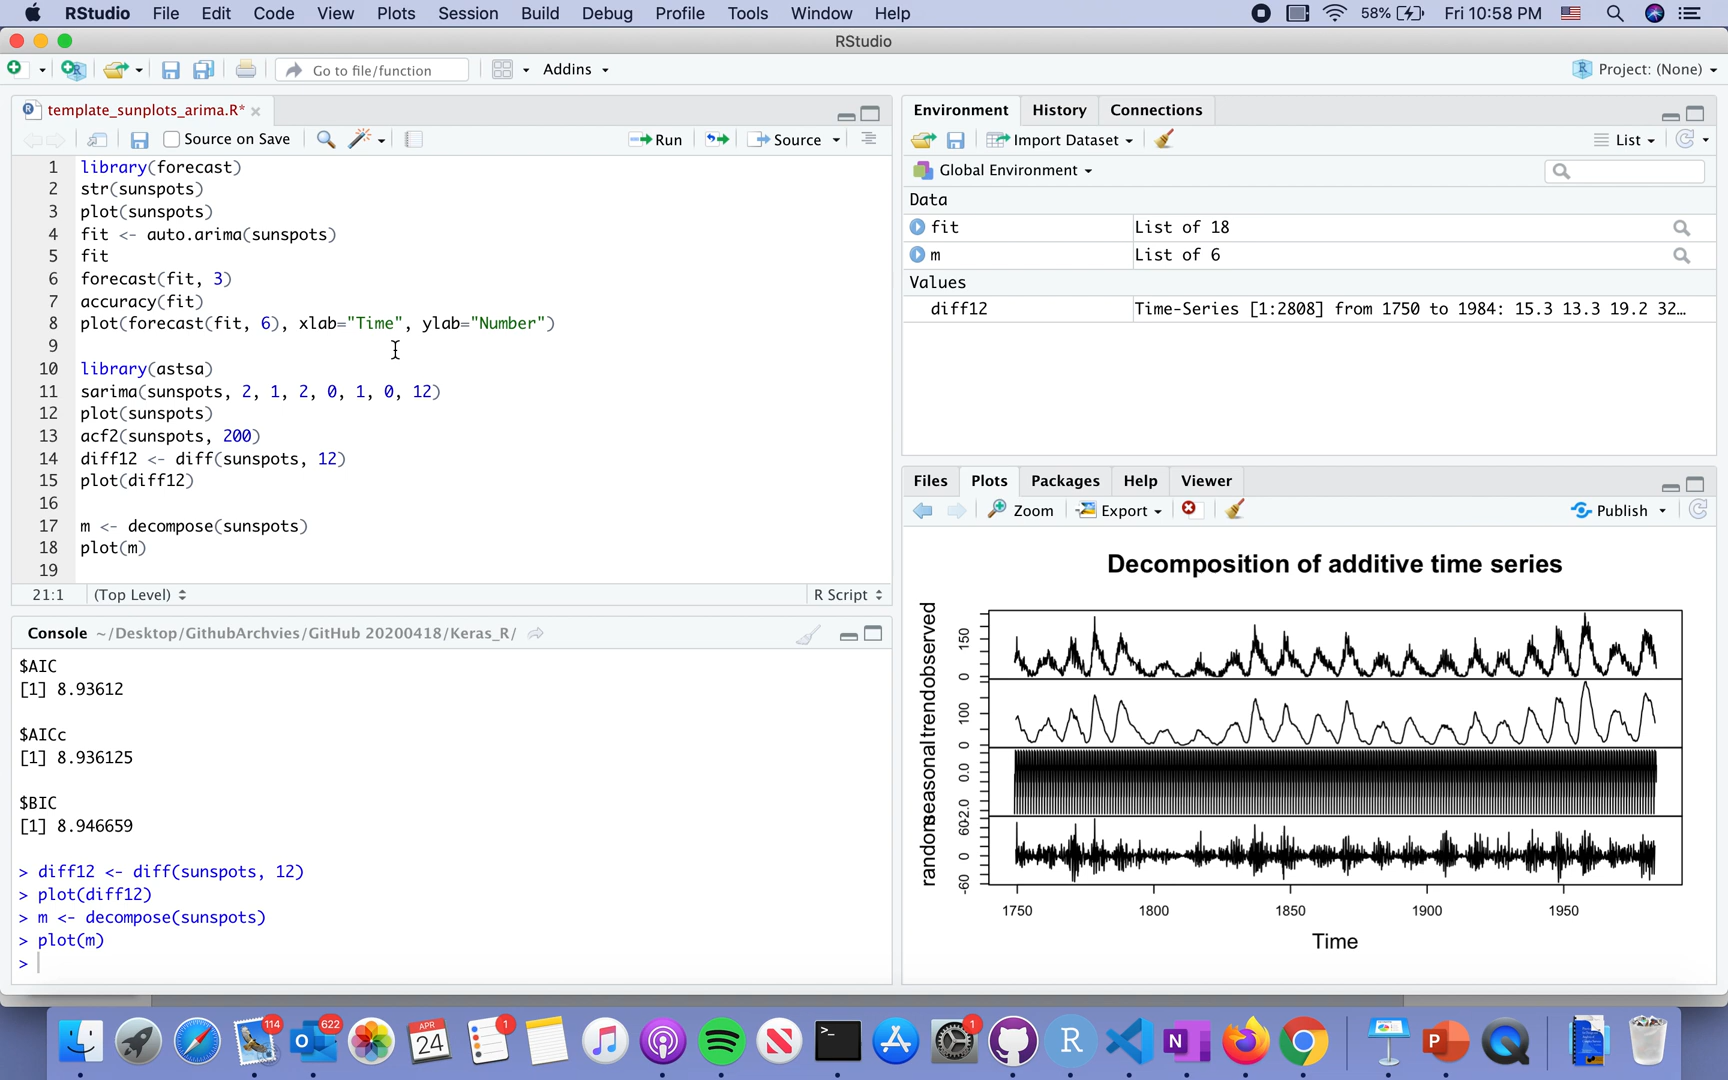 RStudio File Edit Code View Plots Session Build Debug Profile Tools Window Help 58% Fri 10:58 PM
RStudio
Go to file/function Addins Project: (None)
template_sunplots_arima.R*
Source on Save Run Source
1 library(forecast)
2 str(sunspots)
3 plot(sunspots)
4 fit <- auto.arima(sunspots)
5 fit
6 forecast(fit, 3)
7 accuracy(fit)
8 plot(forecast(fit, 6), xlab="Time", ylab="Number")
9
10 library(astsa)
11 sarima(sunspots, 2, 1, 2, 0, 1, 0, 12)
12 plot(sunspots)
13 acf2(sunspots, 200)
14 diff12 <- diff(sunspots, 12)
15 plot(diff12)
16
17 m <- decompose(sunspots)
18 plot(m)
19
21:1 (Top Level) R Script
Console ~/Desktop/GithubArchvies/GitHub 20200418/Keras_R/
$AIC
[1] 8.93612
$AICc
[1] 8.936125
$BIC
[1] 8.946659
> diff12 <- diff(sunspots, 12)
> plot(diff12)
> m <- decompose(sunspots)
> plot(m)
>
Environment History Connections
Import Dataset List
Global Environment
Data
fit List of 18
m List of 6
Values
diff12 Time-Series [1:2808] from 1750 to 1984: 15.3 13.3 19.2 32…
Files Plots Packages Help Viewer
Zoom Export Publish
Decomposition of additive time series
observed
150
0
trend
100
0
seasonal
0.0
-2.0
random
60
0
-60
1750 1800 1850 1900 1950
Time
114 622 APR 24 1 1